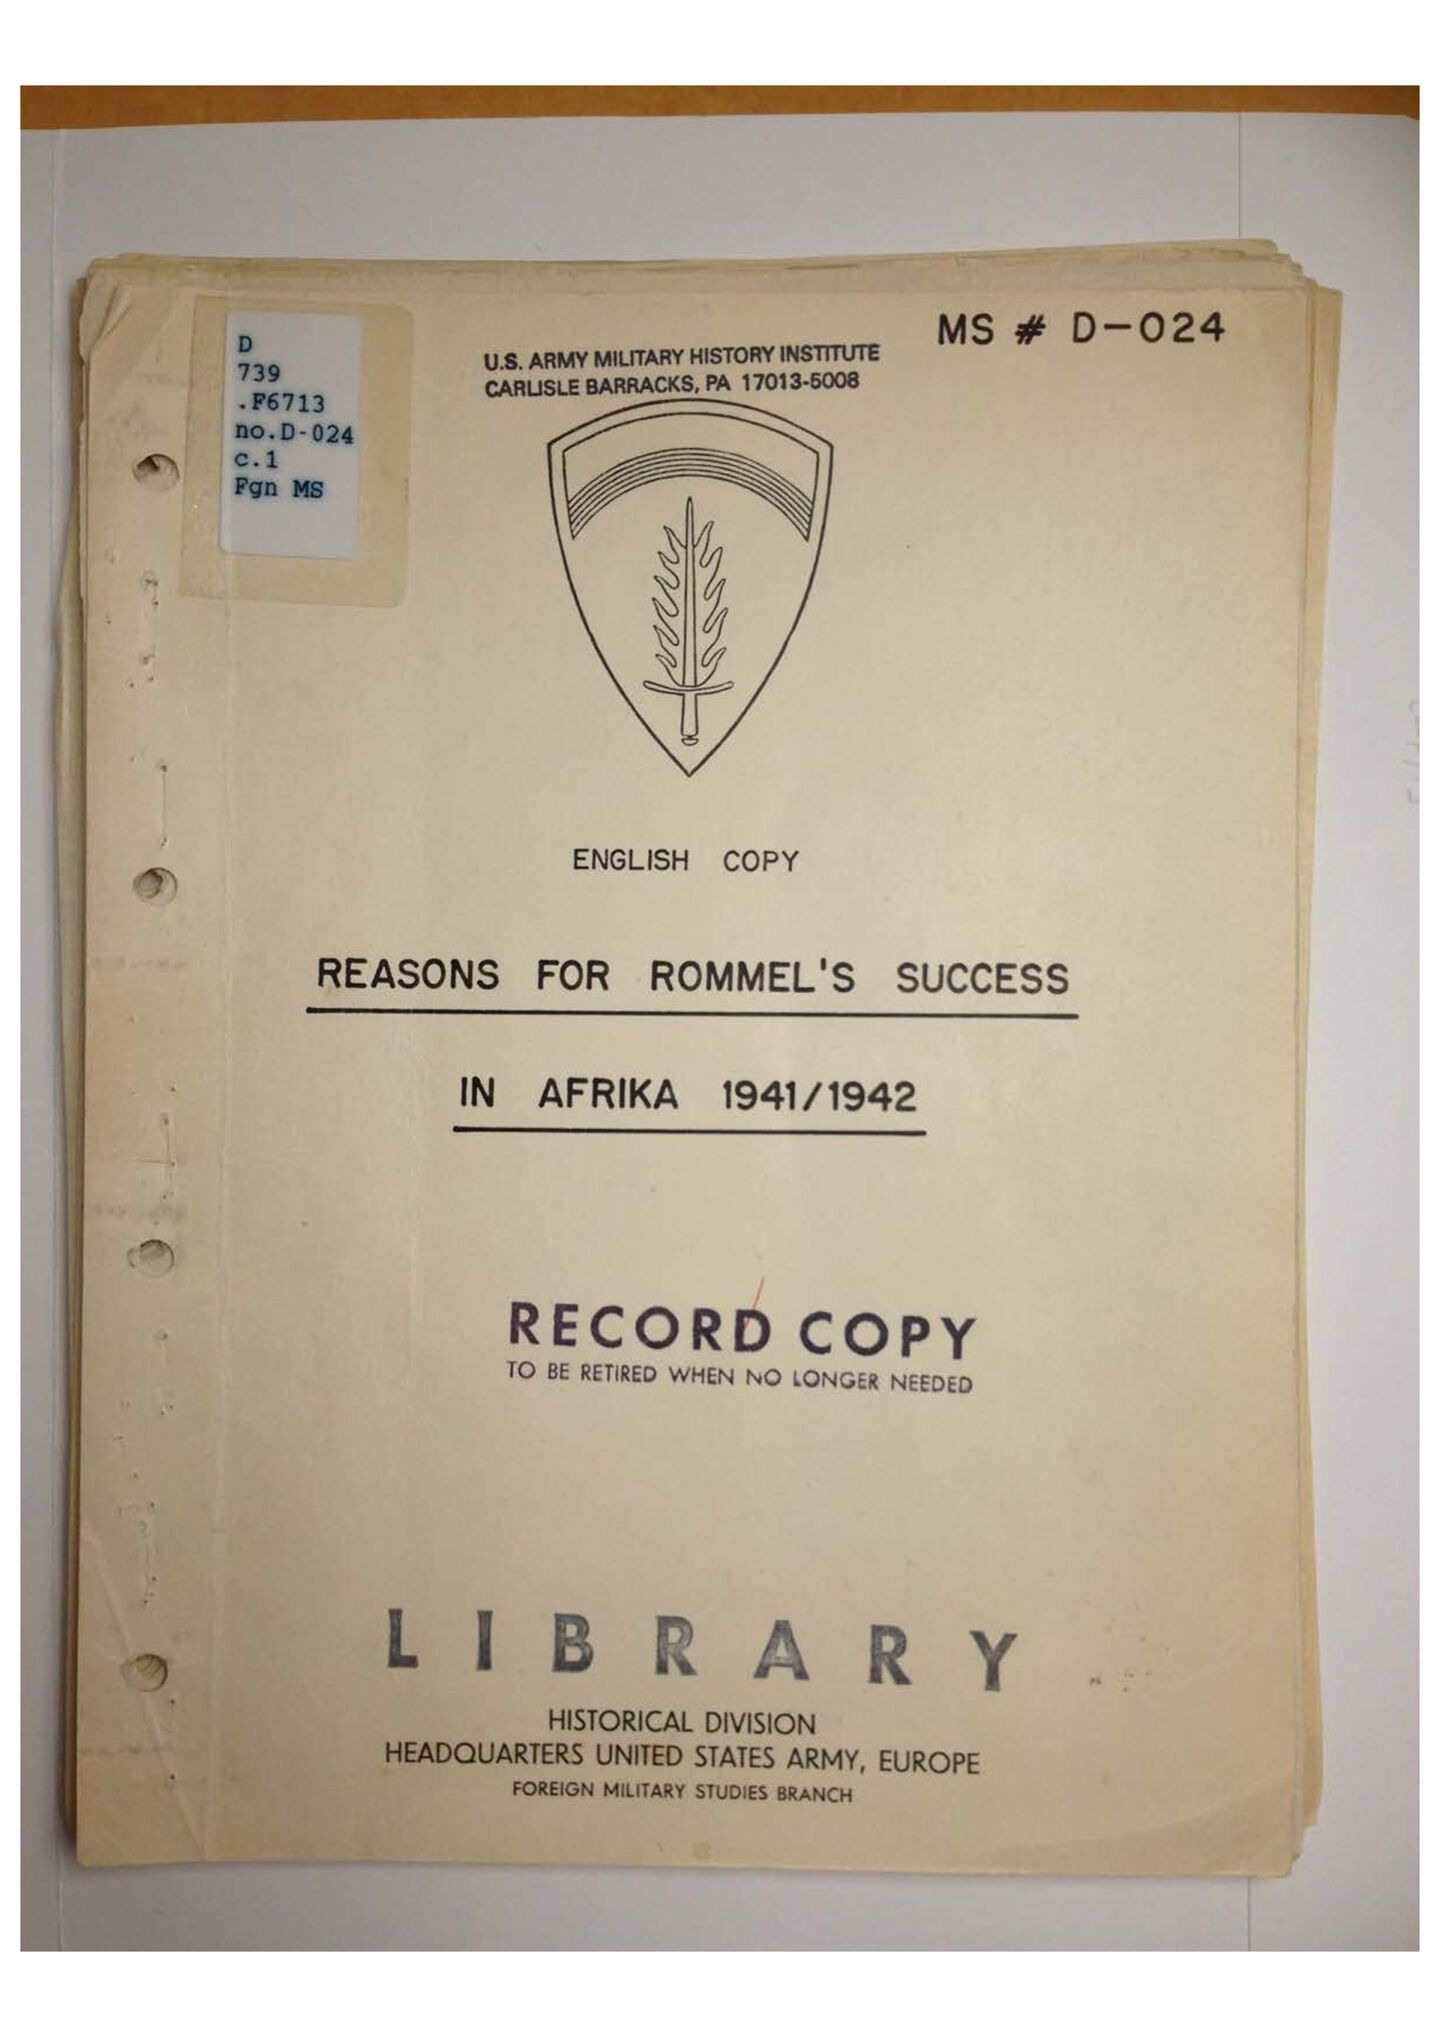 D
739
.F6713
no.D-024
c.1
Fgn MS
MS # D-024
U.S. ARMY MILITARY HISTORY INSTITUTE
CARLISLE BARRACKS, PA 17013-5008
ENGLISH COPY
REASONS FOR ROMMEL'S SUCCESS
IN AFRIKA 1941/1942
RECORD COPY
TO BE RETIRED WHEN NO LONGER NEEDED
LIBRARY
HISTORICAL DIVISION
HEADQUARTERS UNITED STATES ARMY, EUROPE
FOREIGN MILITARY STUDIES BRANCH